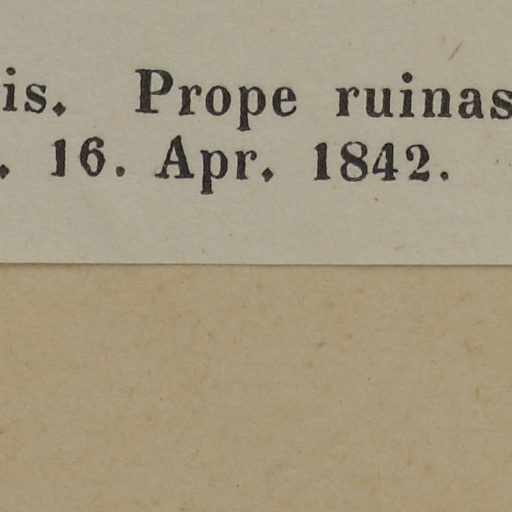 is. Prope ruinas
. 16. Apr. 1842.